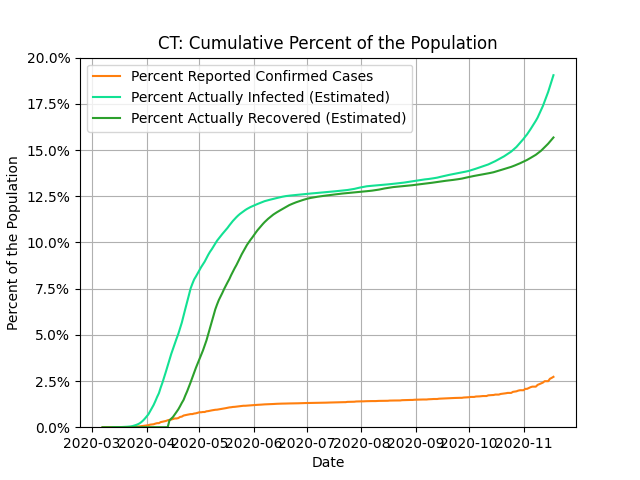 CT: Cumulative Percent of the Population
Percent Reported Confirmed Cases
Percent Actually Infected (Estimated)
Percent Actually Recovered (Estimated)
20.0%
17.5%
15.0%
12.5%
10.0%
7.5%
5.0%
2.5%
0.0%
Percent of the Population
2020-03 2020-04 2020-05 2020-06 2020-07 2020-08 2020-09 2020-10 2020-11
Date